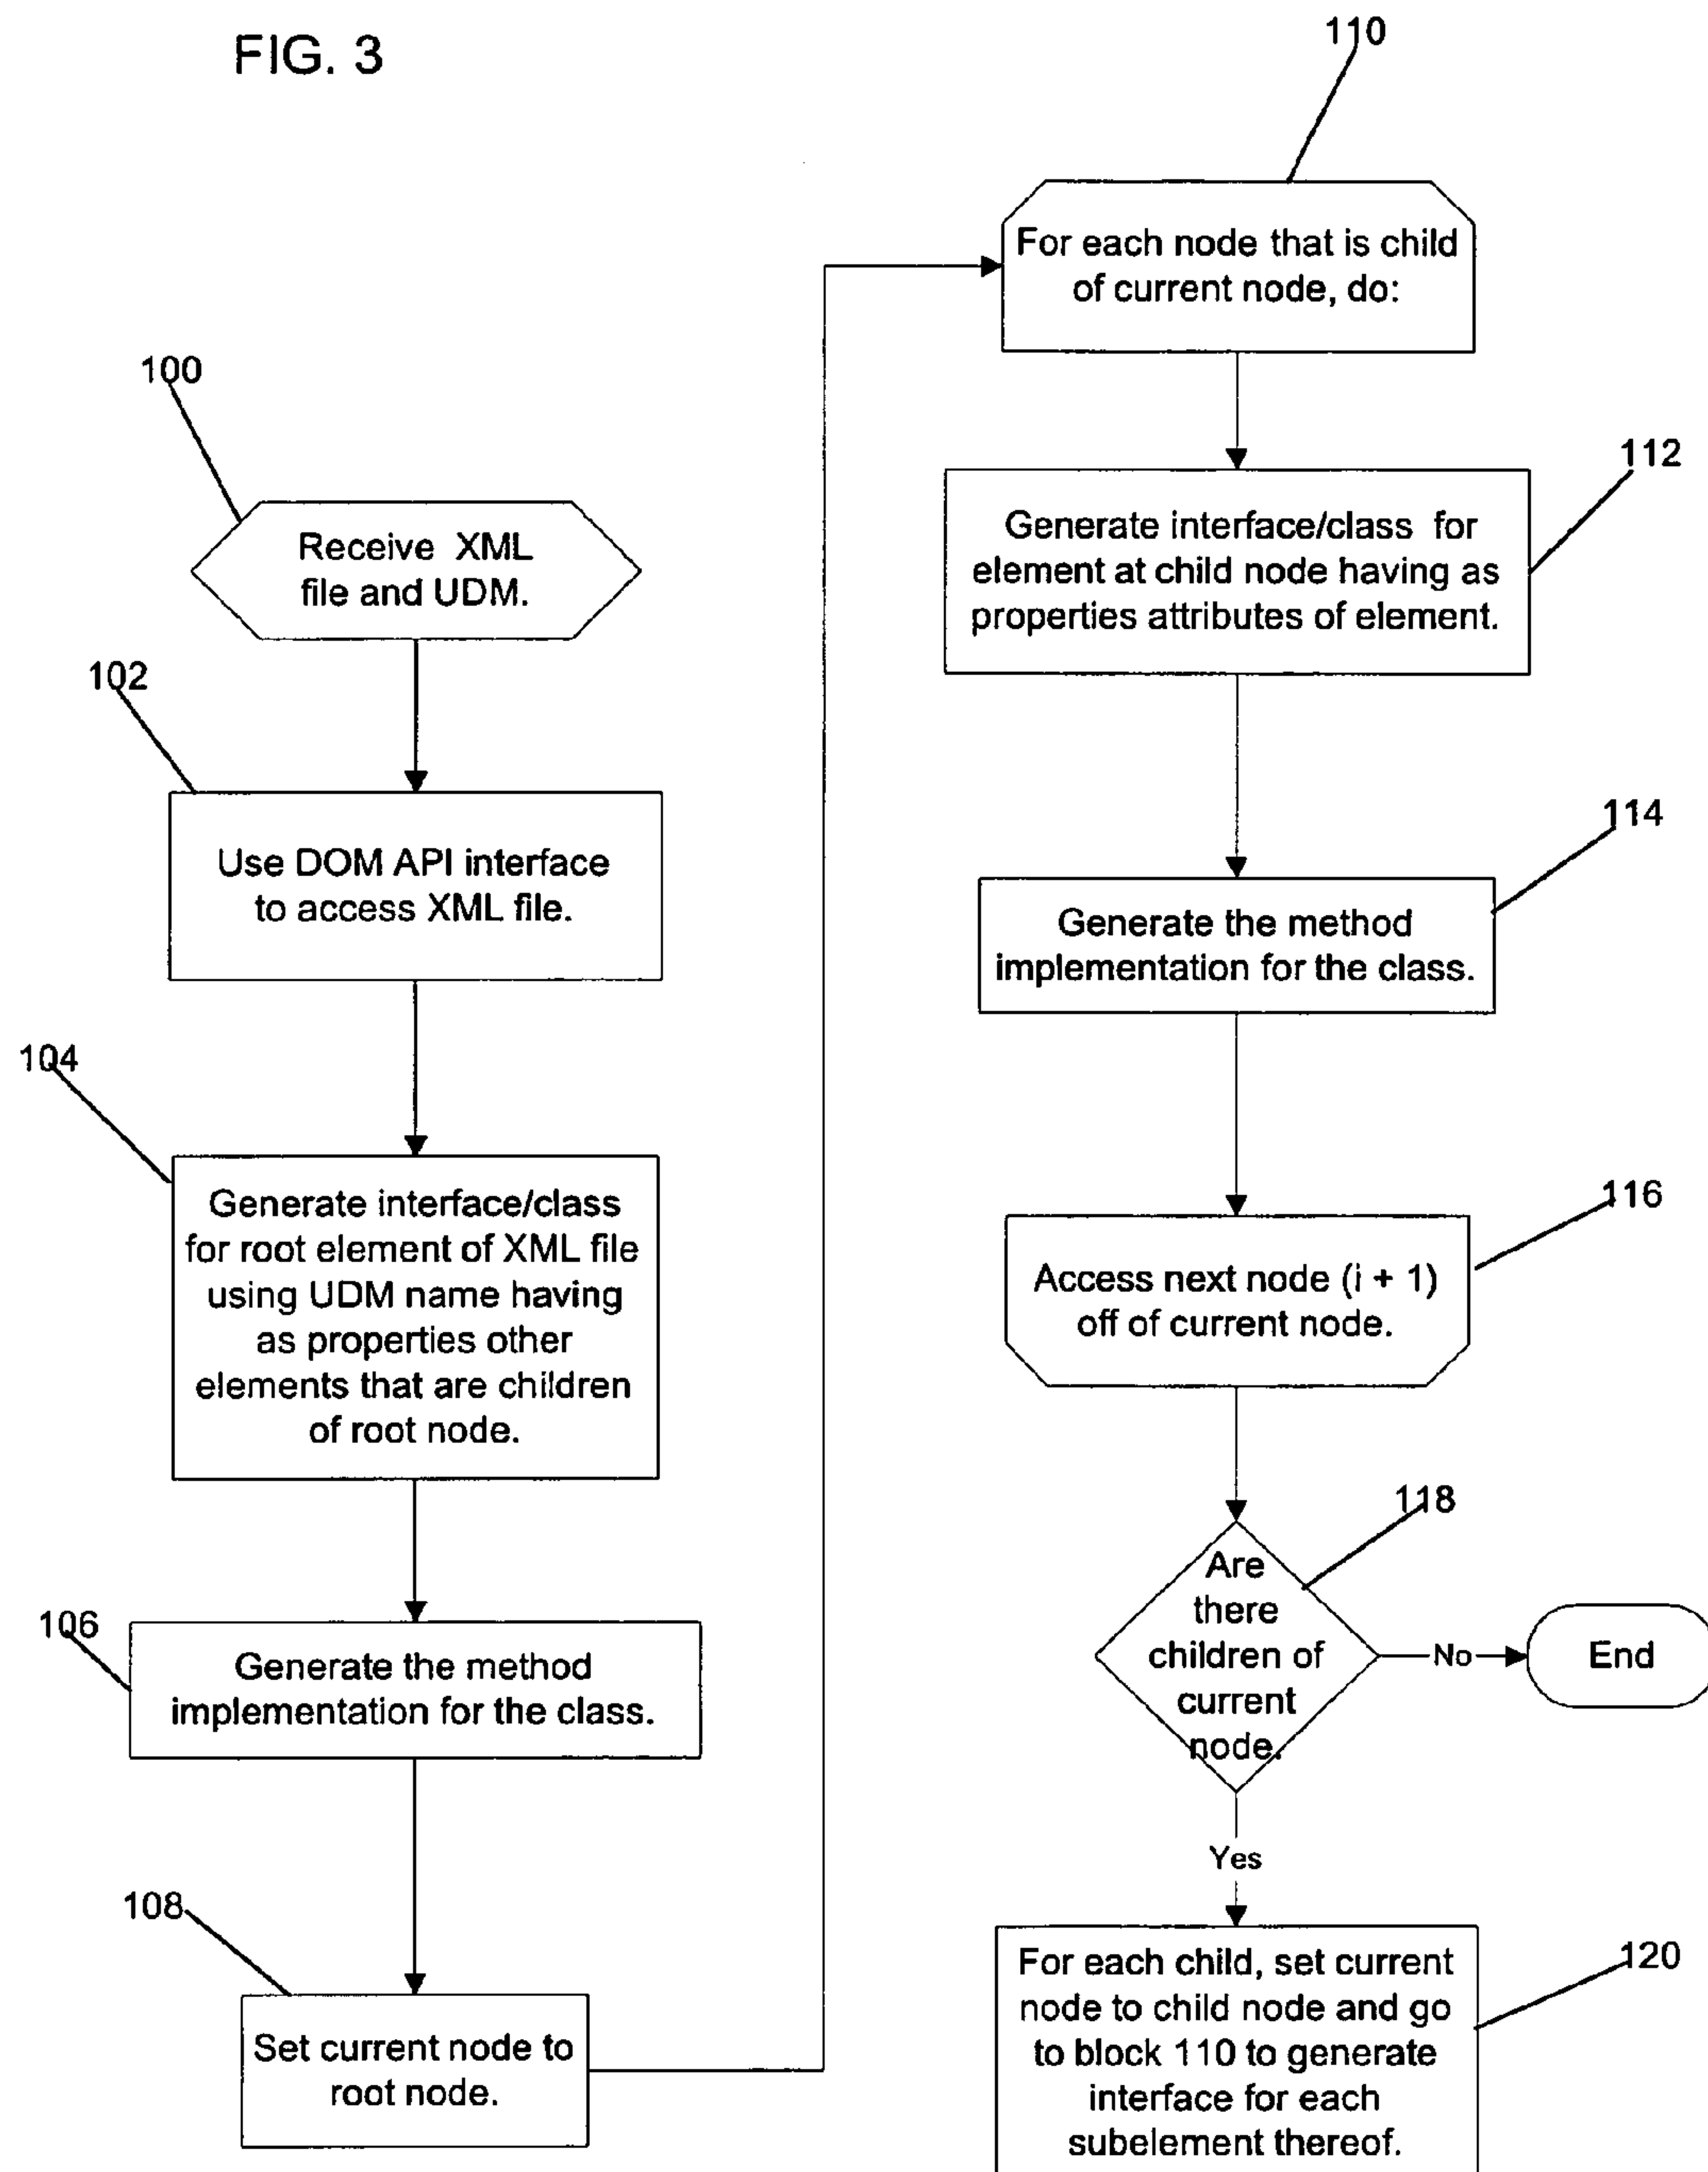 FIG. 3
100
Receive XML
file and UDM.
102
Use DOM API interface
to access XML file.
104
Generate interface/class
for root element of XML file
using UDM name having
as properties other
elements that are children
of root node.
106
Generate the method
implementation for the class.
108
Set current node to
root node.
110
For each node that is child
of current node, do:
112
Generate interface/class for
element at child node having as
properties attributes of element.
114
Generate the method
implementation for the class.
116
Access next node (i + 1)
off of current node.
118
Are
there
children of
current
node.
No
End
Yes
120
For each child, set current
node to child node and go
to block 110 to generate
interface for each
subelement thereof.